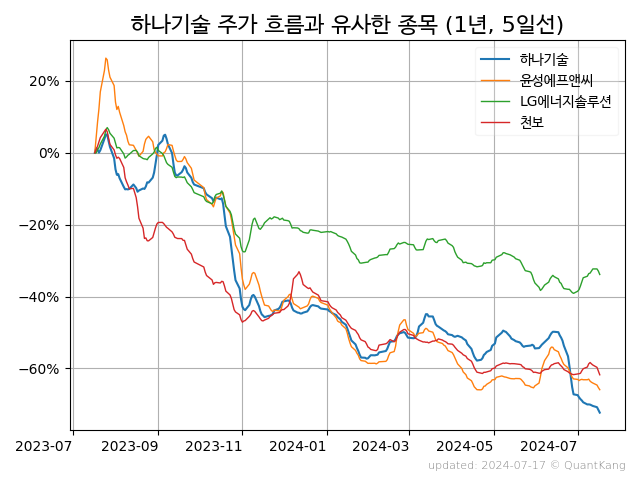 하나기술 주가 흐름과 유사한 종목 (1년, 5일선)
하나기술
윤성에프앤씨
LG에너지솔루션
천보
20%
0%
−20%
−40%
−60%
2023-07 2023-09 2023-11 2024-01 2024-03 2024-05 2024-07
updated: 2024-07-17 © QuantKang